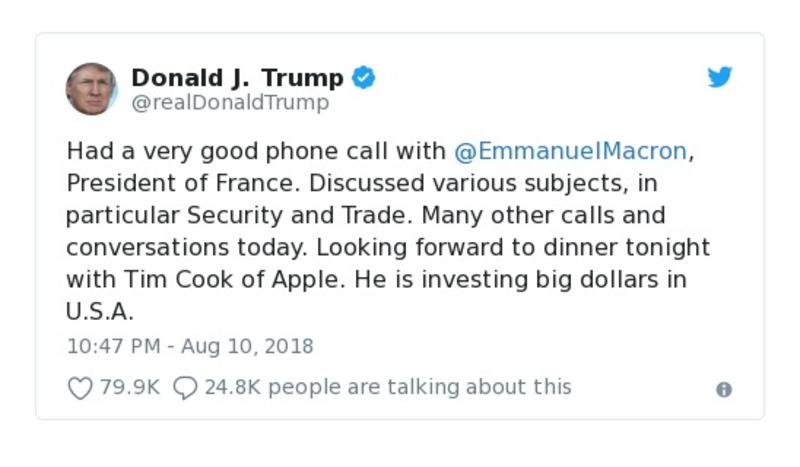 Donald J. Trump
@realDonaldTrump
Had a very good phone call with @EmmanuelMacron,
President of France. Discussed various subjects, in
particular Security and Trade. Many other calls and
conversations today. Looking forward to dinner tonight
with Tim Cook of Apple. He is investing big dollars in
U.S.A.
10:47 PM - Aug 10, 2018
79.9K 24.8K people are talking about this